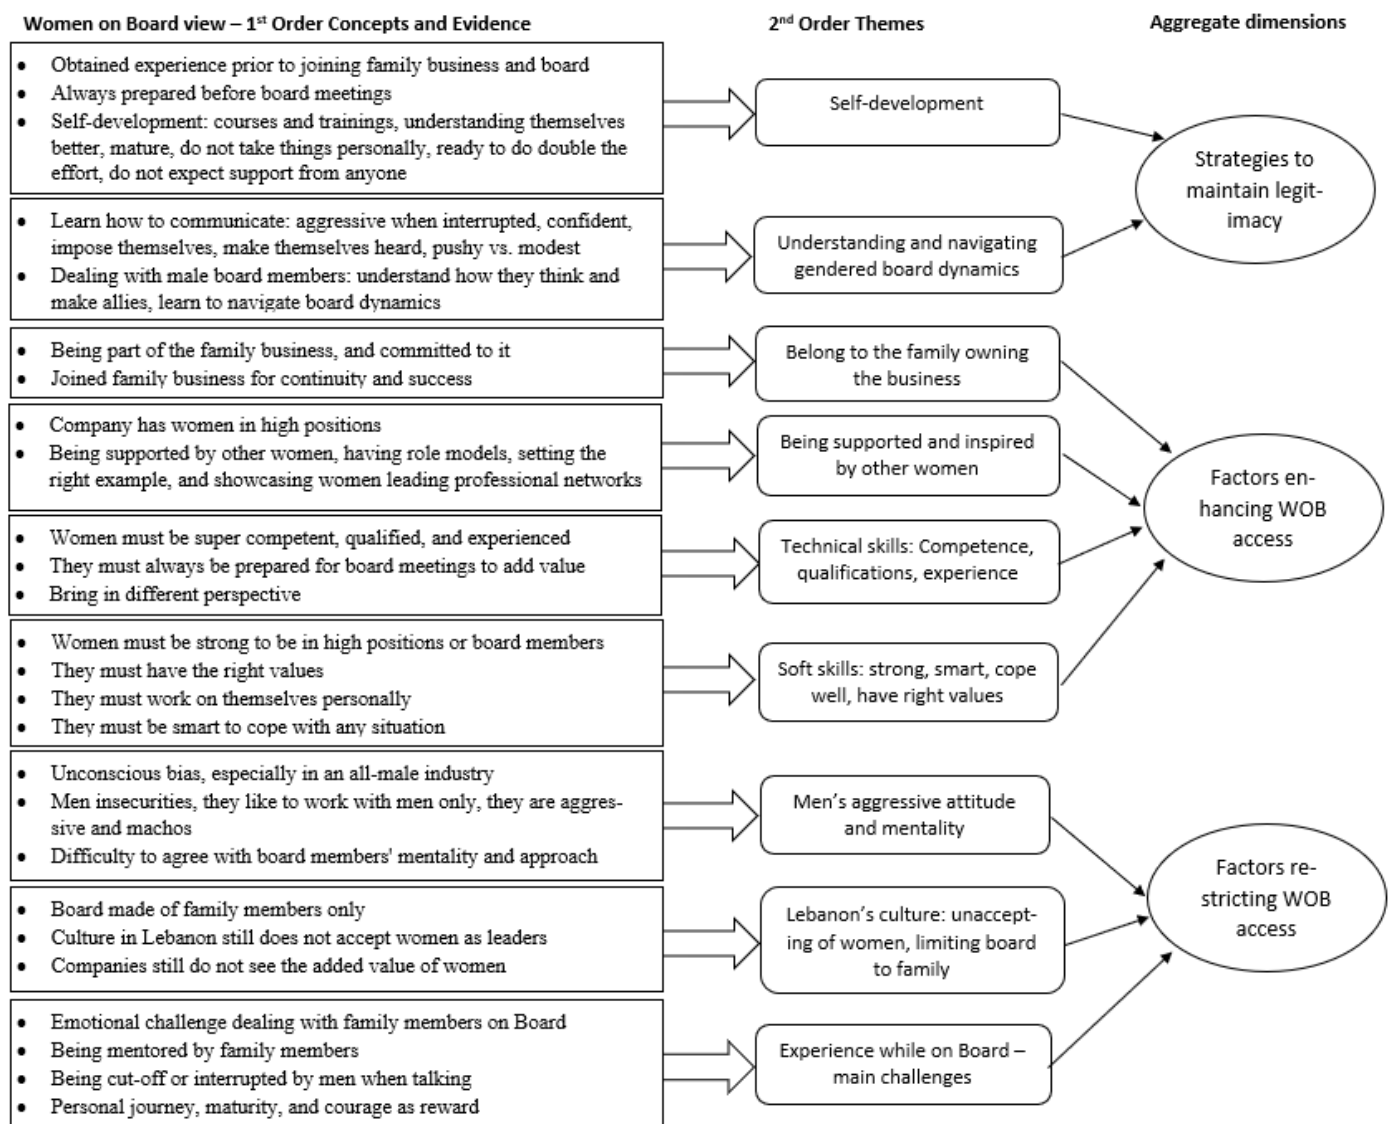 Women on Board view – 1st Order Concepts and Evidence
2nd Order Themes
Aggregate dimensions
• Obtained experience prior to joining family business and board
• Always prepared before board meetings
• Self-development: courses and trainings, understanding themselves
better, mature, do not take things personally, ready to do double the
effort, do not expect support from anyone
Self-development
• Learn how to communicate: aggressive when interrupted, confident,
impose themselves, make themselves heard, pushy vs. modest
• Dealing with male board members: understand how they think and
make allies, learn to navigate board dynamics
Understanding and navigating
gendered board dynamics
Strategies to
maintain legit-
imacy
• Being part of the family business, and committed to it
• Joined family business for continuity and success
Belong to the family owning
the business
• Company has women in high positions
• Being supported by other women, having role models, setting the
right example, and showcasing women leading professional networks
Being supported and inspired
by other women
• Women must be super competent, qualified, and experienced
• They must always be prepared for board meetings to add value
• Bring in different perspective
Technical skills: Competence,
qualifications, experience
• Women must be strong to be in high positions or board members
• They must have the right values
• They must work on themselves personally
• They must be smart to cope with any situation
Soft skills: strong, smart, cope
well, have right values
Factors en-
hancing WOB
access
• Unconscious bias, especially in an all-male industry
• Men insecurities, they like to work with men only, they are aggres-
sive and machos
• Difficulty to agree with board members' mentality and approach
Men's aggressive attitude
and mentality
• Board made of family members only
• Culture in Lebanon still does not accept women as leaders
• Companies still do not see the added value of women
Lebanon's culture: unaccept-
ing of women, limiting board
to family
• Emotional challenge dealing with family members on Board
• Being mentored by family members
• Being cut-off or interrupted by men when talking
• Personal journey, maturity, and courage as reward
Experience while on Board –
main challenges
Factors re-
stricting WOB
access